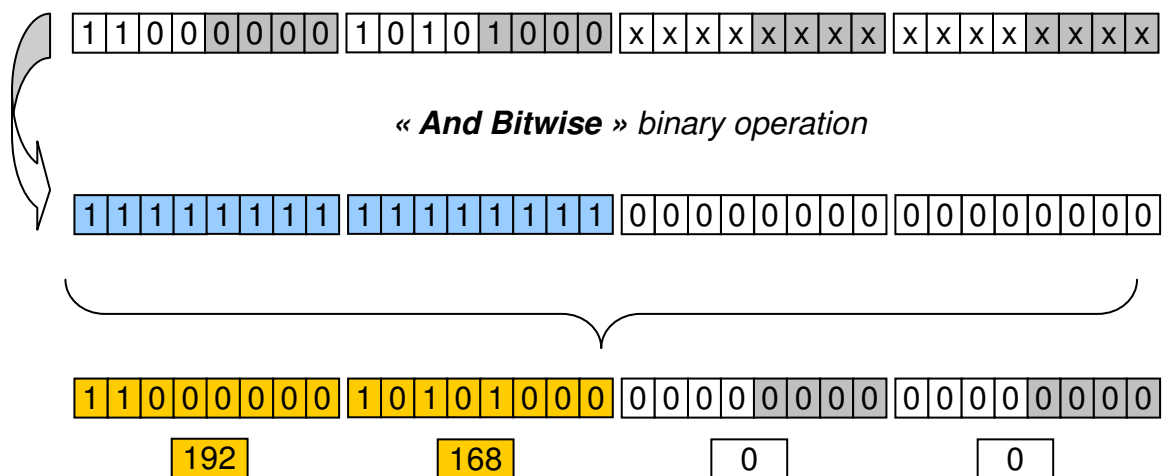 1 1 0 0 0 0 0 0 1 0 1 0 1 0 0 0 x x x x x x x x x x x x x x x x
« And Bitwise » binary operation
1 1 1 1 1 1 1 1 1 1 1 1 1 1 1 1 0 0 0 0 0 0 0 0 0 0 0 0 0 0 0 0
1 1 0 0 0 0 0 0 1 0 1 0 1 0 0 0 0 0 0 0 0 0 0 0 0 0 0 0 0 0 0 0
192 168 0 0